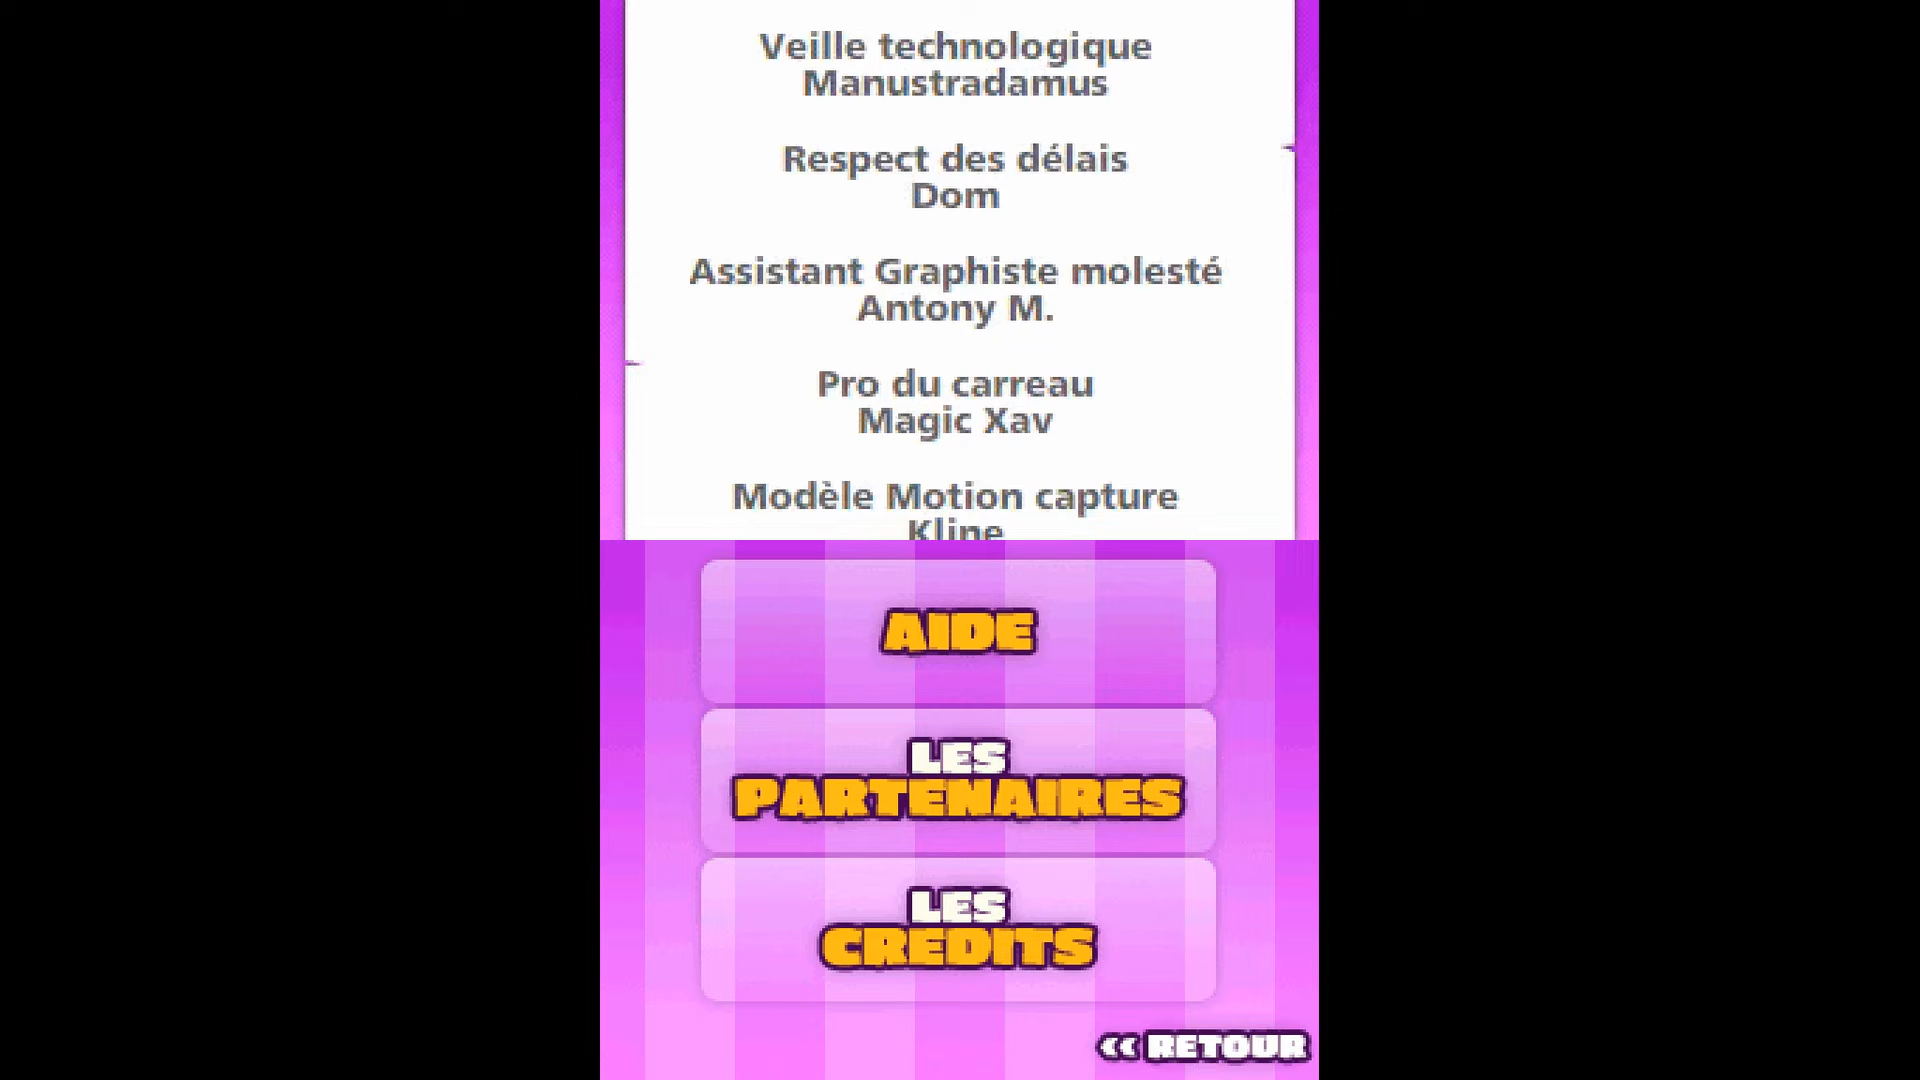 Veille technologique
Manustradamus
Respect des délais
Dom
Assistant Graphiste molesté
Antony M.
Pro du carreau
Magic Xav
Modèle Motion capture
Kline
AIDE
LES
PARTENAIRES
LES
CREDITS
<< RETOUR